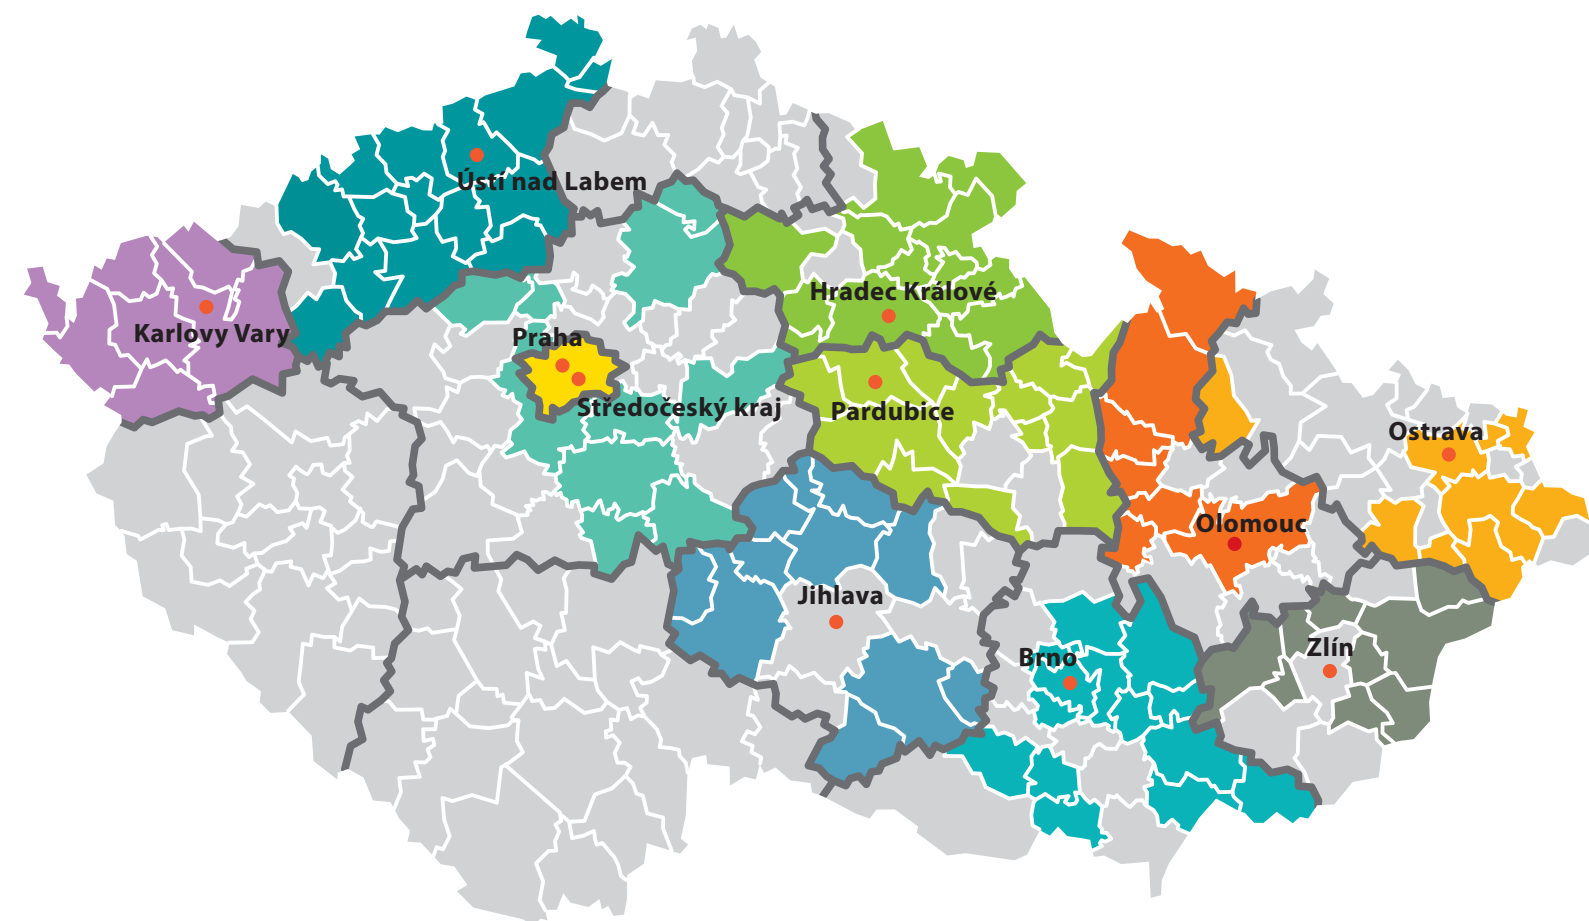 Ústí nad Labem
Hradec Králové
Karlovy Vary
Praha
Středočeský kraj
Pardubice
Ostrava
Olomouc
Jihlava
Zlín
Brno